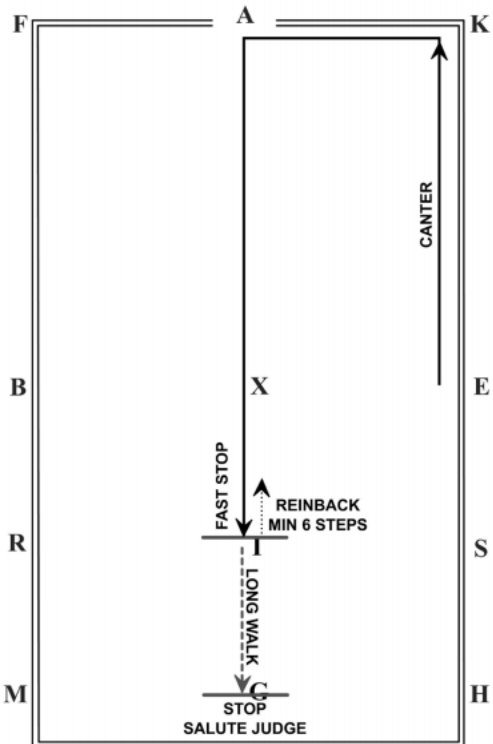 F A K
CANTER
B X E
FAST STOP
REINBACK
MIN 6 STEPS
R I S
LONG WALK
M G H
STOP
SALUTE JUDGE